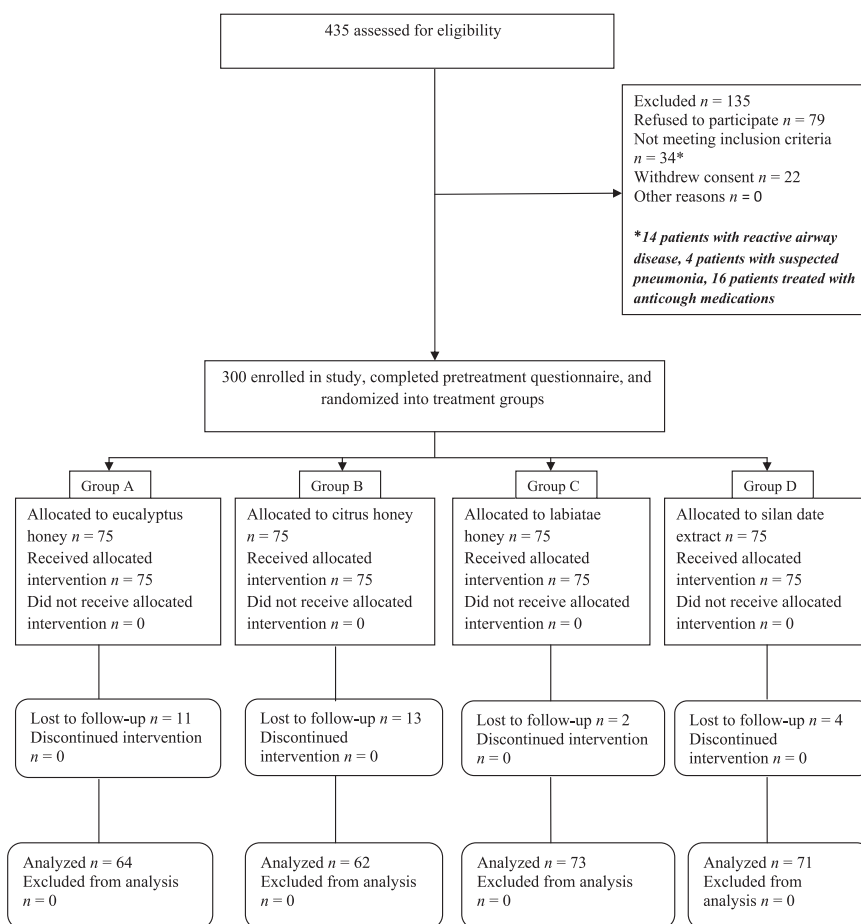 435 assessed for eligibility
Excluded n = 135
Refused to participate n = 79
Not meeting inclusion criteria
n = 34*
Withdrew consent n = 22
Other reasons n = 0
*14 patients with reactive airway
disease, 4 patients with suspected
pneumonia, 16 patients treated with
anticough medications
300 enrolled in study, completed pretreatment questionnaire, and
randomized into treatment groups
Group A
Allocated to eucalyptus
honey n = 75
Received allocated
intervention n = 75
Did not receive allocated
intervention n = 0
Group B
Allocated to citrus honey
n = 75
Received allocated
intervention n = 75
Did not receive allocated
intervention n = 0
Group C
Allocated to labiatae
honey n = 75
Received allocated
intervention n = 75
Did not receive allocated
intervention n = 0
Group D
Allocated to silan date
extract n = 75
Received allocated
intervention n = 75
Did not receive allocated
intervention n = 0
Lost to follow-up n = 11
Discontinued intervention
n = 0
Lost to follow-up n = 13
Discontinued
intervention n = 0
Lost to follow-up n = 2
Discontinued intervention
n = 0
Lost to follow-up n = 4
Discontinued
intervention n = 0
Analyzed n = 64
Excluded from analysis
n = 0
Analyzed n = 62
Excluded from analysis
n = 0
Analyzed n = 73
Excluded from analysis
n = 0
Analyzed n = 71
Excluded from
analysis n = 0